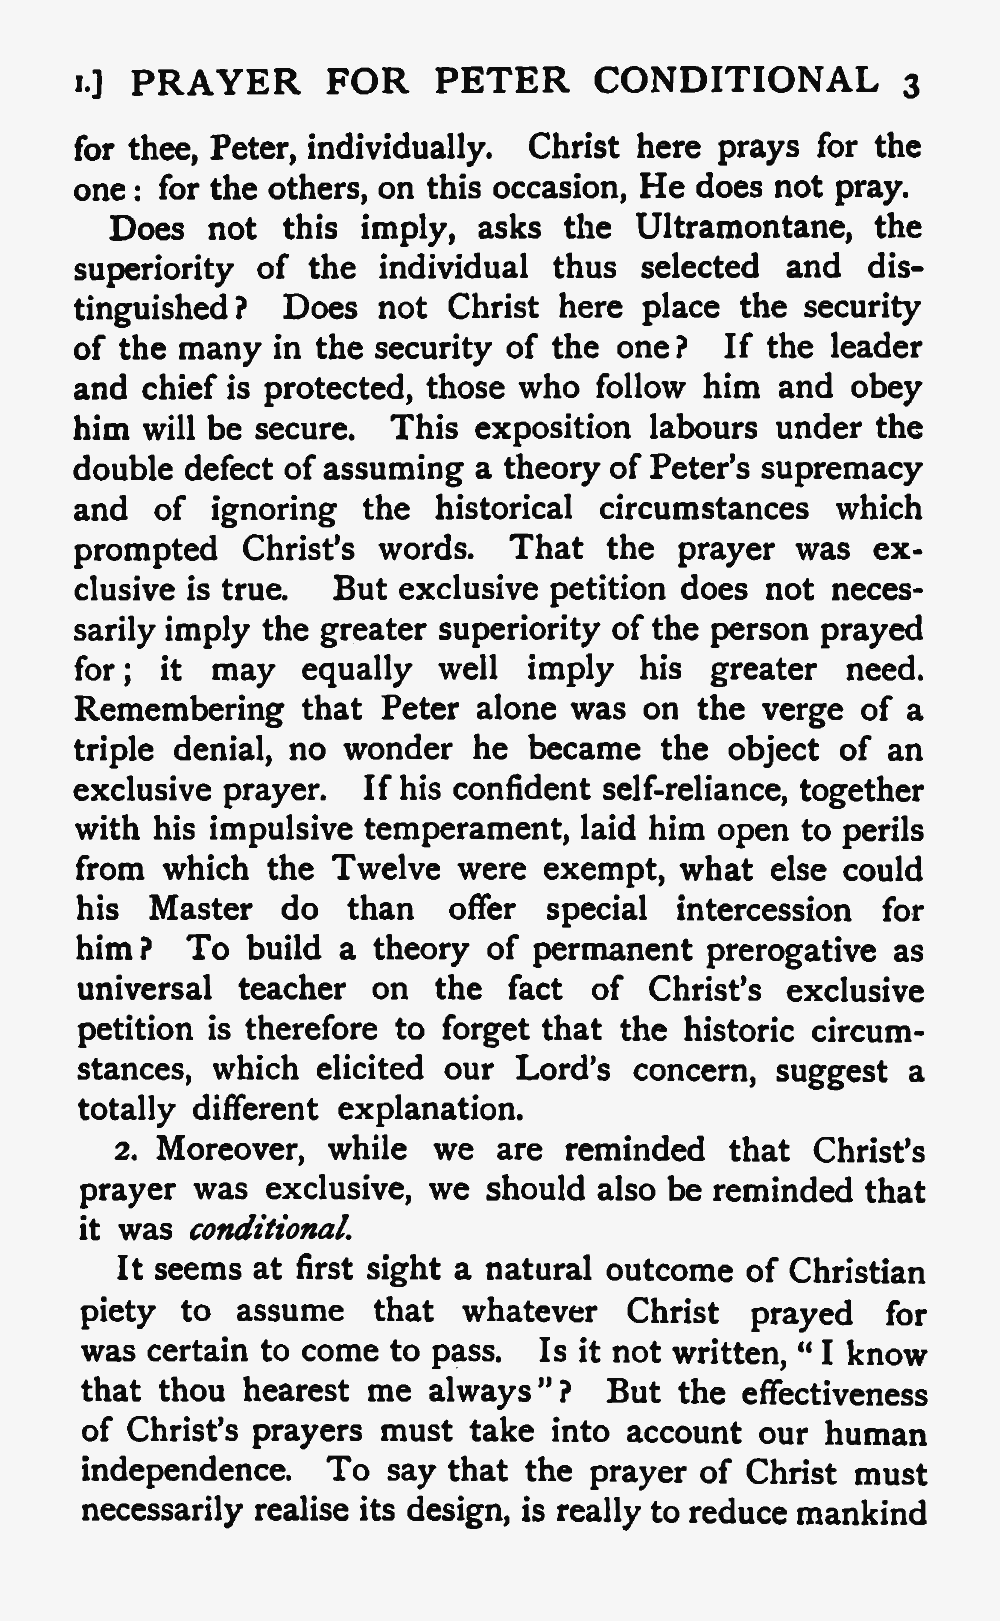 I.] PRAYER FOR PETER CONDITIONAL 3
for thee, Peter, individually. Christ here prays for the
one : for the others, on this occasion, He does not pray.
Does not this imply, asks the Ultramontane, the
superiority of the individual thus selected and dis-
tinguished ? Does not Christ here place the security
of the many in the security of the one ? If the leader
and chief is protected, those who follow him and obey
him will be secure. This exposition labours under the
double defect of assuming a theory of Peter's supremacy
and of ignoring the historical circumstances which
prompted Christ's words. That the prayer was ex-
clusive is true. But exclusive petition does not neces-
sarily imply the greater superiority of the person prayed
for ; it may equally well imply his greater need.
Remembering that Peter alone was on the verge of a
triple denial, no wonder he became the object of an
exclusive prayer. If his confident self-reliance, together
with his impulsive temperament, laid him open to perils
from which the Twelve were exempt, what else could
his Master do than offer special intercession for
him ? To build a theory of permanent prerogative as
universal teacher on the fact of Christ's exclusive
petition is therefore to forget that the historic circum-
stances, which elicited our Lord's concern, suggest a
totally different explanation.
2. Moreover, while we are reminded that Christ's
prayer was exclusive, we should also be reminded that
it was conditional.
It seems at first sight a natural outcome of Christian
piety to assume that whatever Christ prayed for
was certain to come to pass. Is it not written, “ I know
that thou hearest me always ” ? But the effectiveness
of Christ's prayers must take into account our human
independence. To say that the prayer of Christ must
necessarily realise its design, is really to reduce mankind